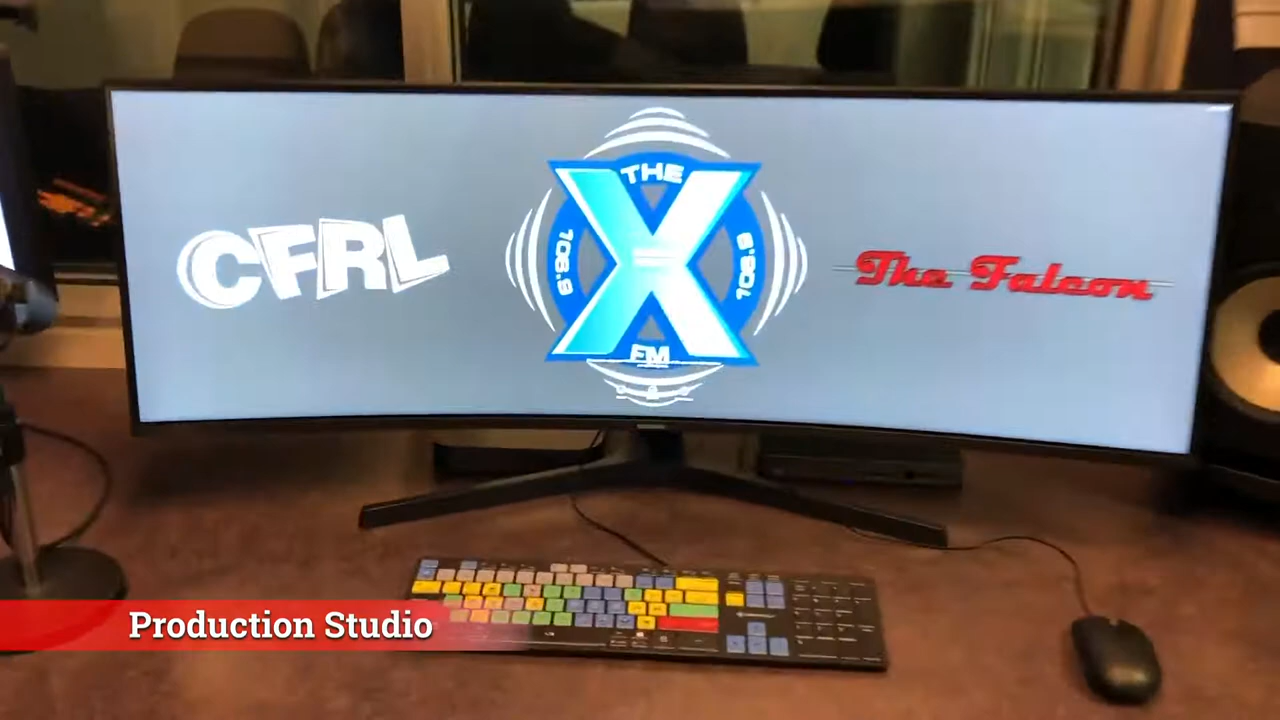 CFRL
THE
X
106.9
106.9
FM
The Falcon
Production Studio